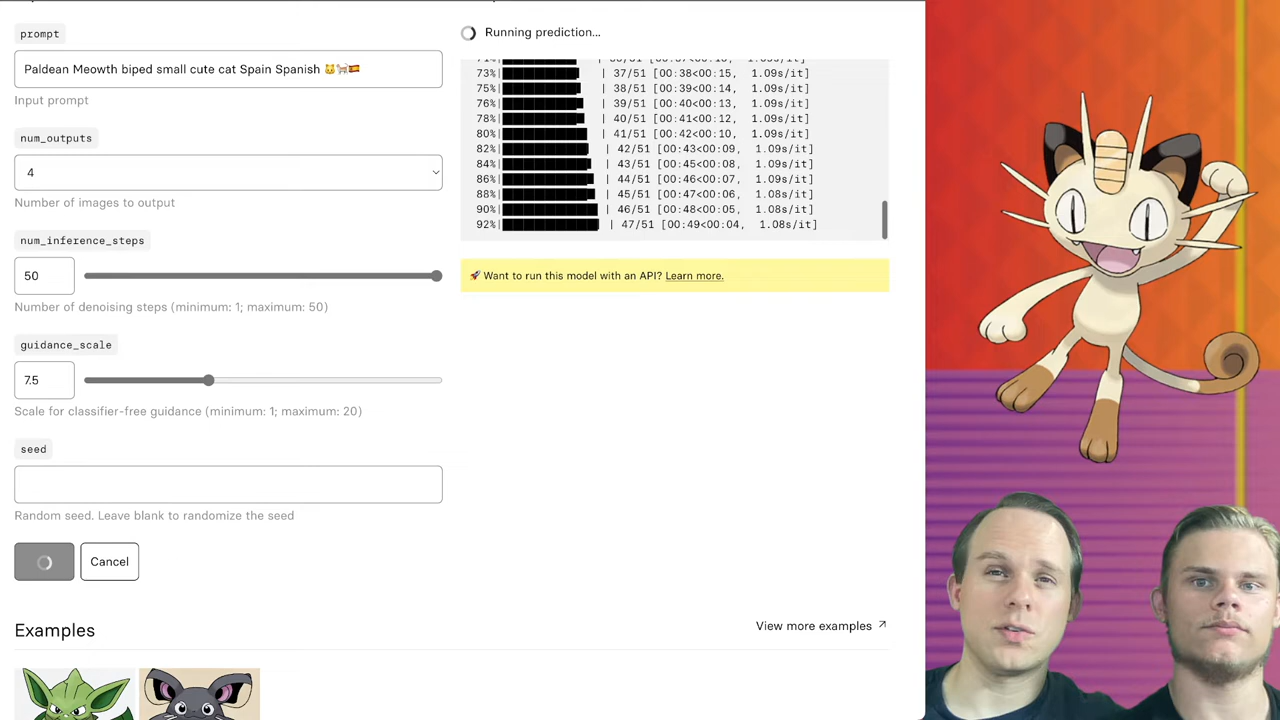 prompt
Paldean Meowth biped small cute cat Spain Spanish 🐱🐈🇪🇸
Input prompt
num_outputs
4
Number of images to output
num_inference_steps
50
Number of denoising steps (minimum: 1; maximum: 50)
guidance_scale
7.5
Scale for classifier-free guidance (minimum: 1; maximum: 20)
seed
Random seed. Leave blank to randomize the seed
Cancel
Running prediction...
73%| | 37/51 [00:38<00:15, 1.09s/it]
75%| | 38/51 [00:39<00:14, 1.09s/it]
76%| | 39/51 [00:40<00:13, 1.09s/it]
78%| | 40/51 [00:41<00:12, 1.09s/it]
80%| | 41/51 [00:42<00:10, 1.09s/it]
82%| | 42/51 [00:43<00:09, 1.09s/it]
84%| | 43/51 [00:45<00:08, 1.09s/it]
86%| | 44/51 [00:46<00:07, 1.09s/it]
88%| | 45/51 [00:47<00:06, 1.08s/it]
90%| | 46/51 [00:48<00:05, 1.08s/it]
92%| | 47/51 [00:49<00:04, 1.08s/it]
🚀 Want to run this model with an API? Learn more.
Examples
View more examples ↗